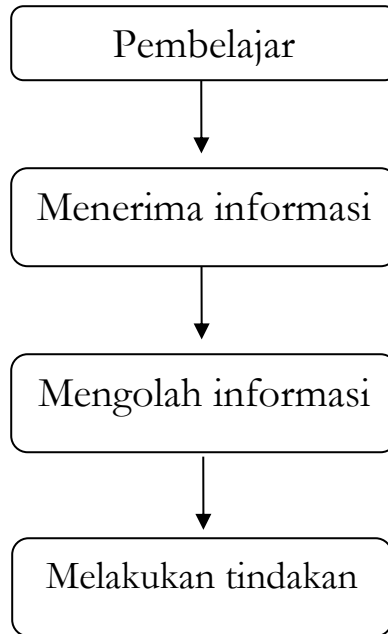 Pembelajar
Menerima informasi
Mengolah informasi
Melakukan tindakan